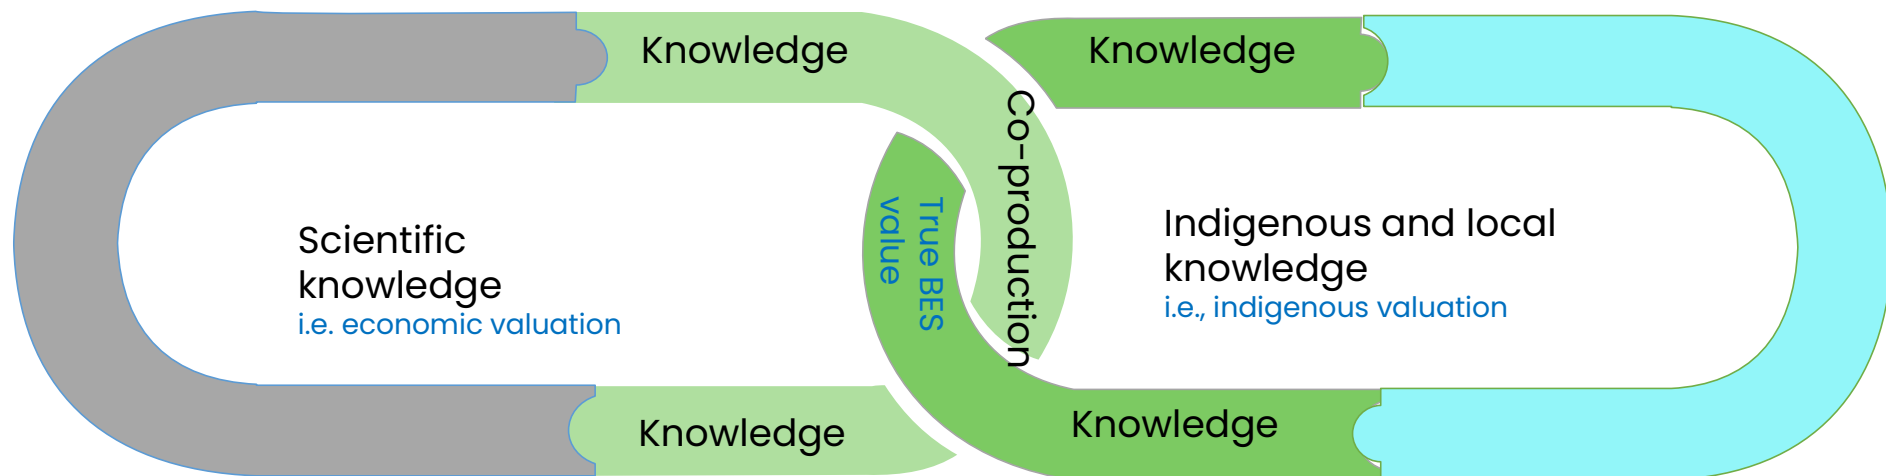 Knowledge
Knowledge
Co-production
True BES
value
Scientific
knowledge
i.e. economic valuation
Indigenous and local
knowledge
i.e., indigenous valuation
Knowledge
Knowledge